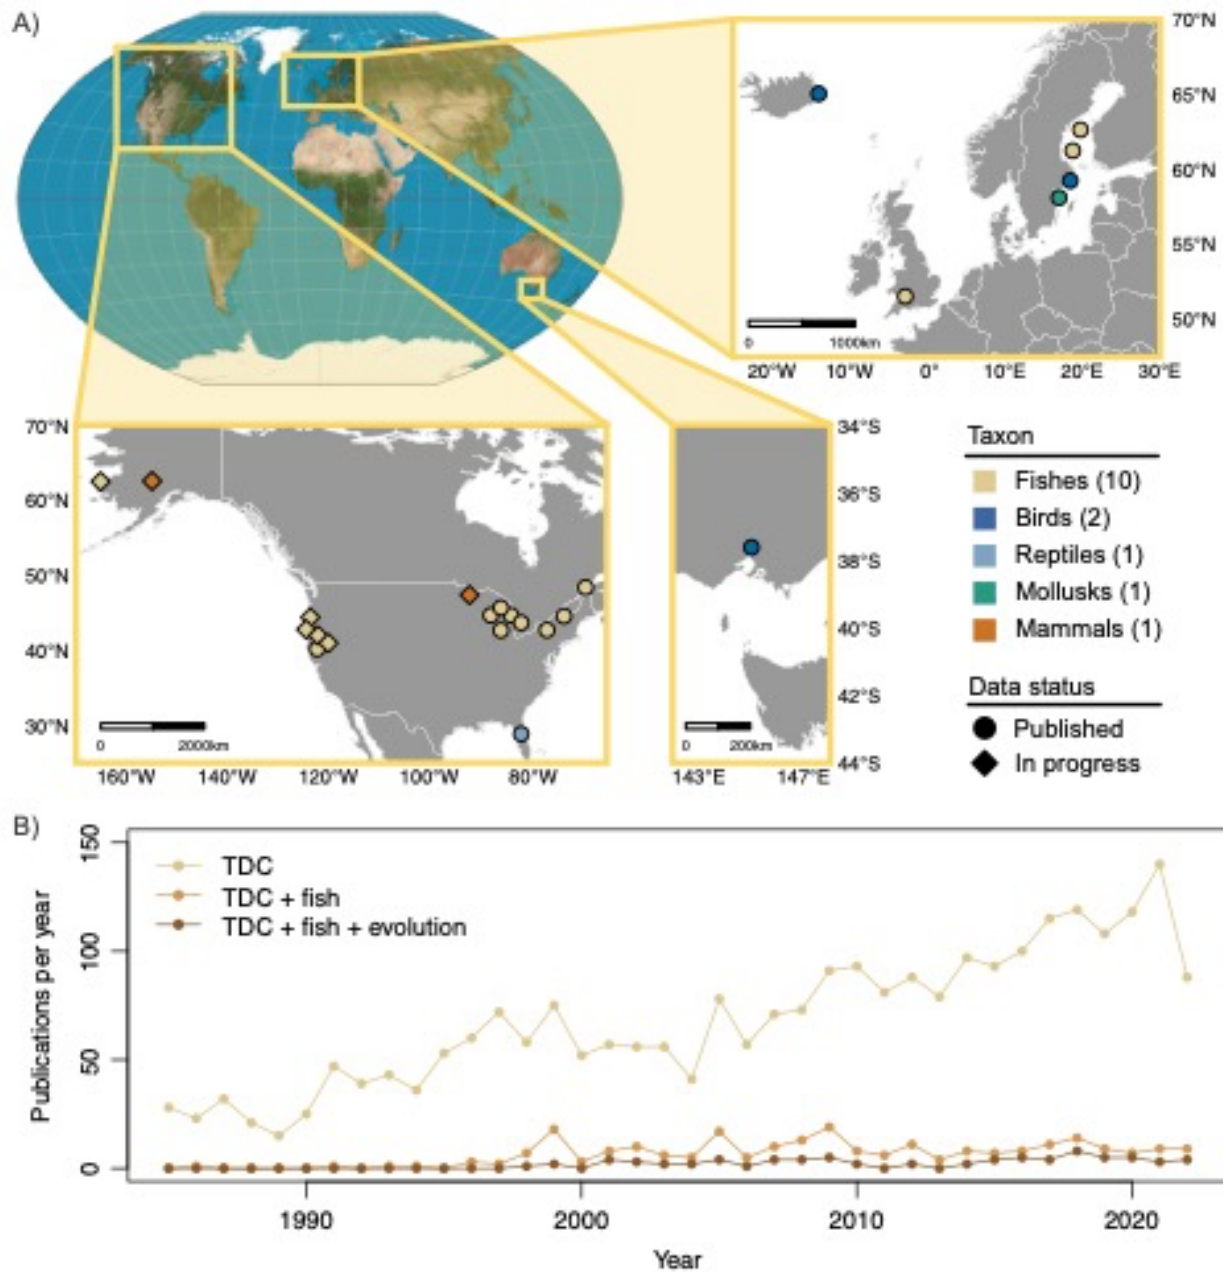 A)
70°N
65°N
60°N
55°N
50°N
0
1000km
20°W 10°W 0° 10°E 20°E 30°E
70°N
60°N
50°N
40°N
30°N
0
2000km
160°W 140°W 120°W 100°W 80°W
34°S
36°S
38°S
40°S
42°S
44°S
0
200km
143°E 147°E
Taxon
Fishes (10)
Birds (2)
Reptiles (1)
Mollusks (1)
Mammals (1)
Data status
Published
In progress
B)
TDC
TDC + fish
TDC + fish + evolution
Publications per year
150
100
50
0
1990 2000 2010 2020
Year